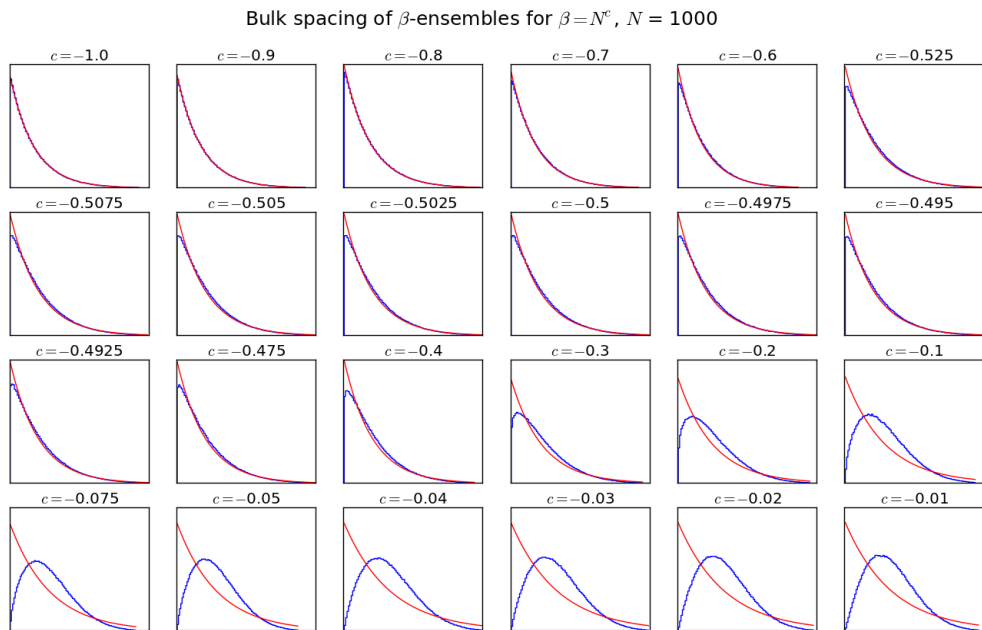 Bulk spacing of β-ensembles for β=N^c, N = 1000
c=−1.0
c=−0.9
c=−0.8
c=−0.7
c=−0.6
c=−0.525
c=−0.5075
c=−0.505
c=−0.5025
c=−0.5
c=−0.4975
c=−0.495
c=−0.4925
c=−0.475
c=−0.4
c=−0.3
c=−0.2
c=−0.1
c=−0.075
c=−0.05
c=−0.04
c=−0.03
c=−0.02
c=−0.01